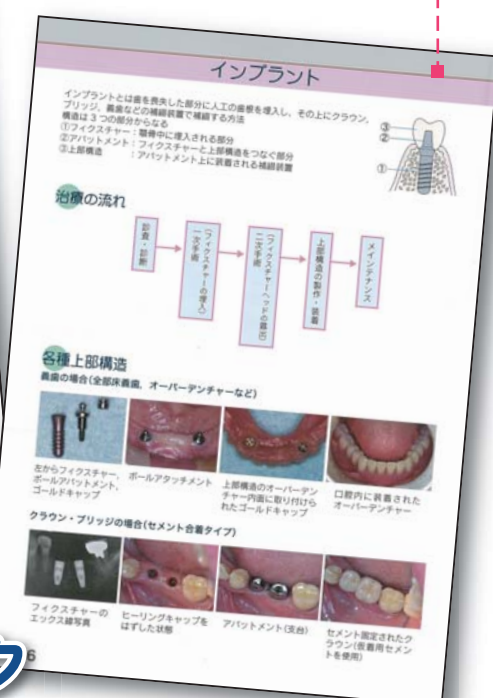 インプラント
インプラントとは歯を喪失した部分に人工の歯根を埋入し、その上にクラウン、
ブリッジ、義歯などの補綴装置で補綴する方法
構造は3つの部分からなる
①フィクスチャー：顎骨中に埋入される部分
②アバットメント：フィクスチャーと上部構造をつなぐ部分
③上部構造　　　：アバットメント上に装着される補綴装置
③
②
①
治療の流れ
診査・診断
一次手術
（フィクスチャーの埋入）
二次手術
（フィクスチャーヘッドの露出）
上部構造の製作・装着
メインテナンス
各種上部構造
義歯の場合（全部床義歯，オーバーデンチャーなど）
左からフィクスチャー，
ボールアバットメント，
ゴールドキャップ
ボールアタッチメント
上部構造のオーバーデン
チャー内面に取り付けら
れたゴールドキャップ
口腔内に装着された
オーバーデンチャー
クラウン・ブリッジの場合（セメント合着タイプ）
フィクスチャーの
エックス線写真
ヒーリングキャップを
はずした状態
アバットメント（支台）
セメント固定されたク
ラウン（仮着用セメン
トを使用）
6